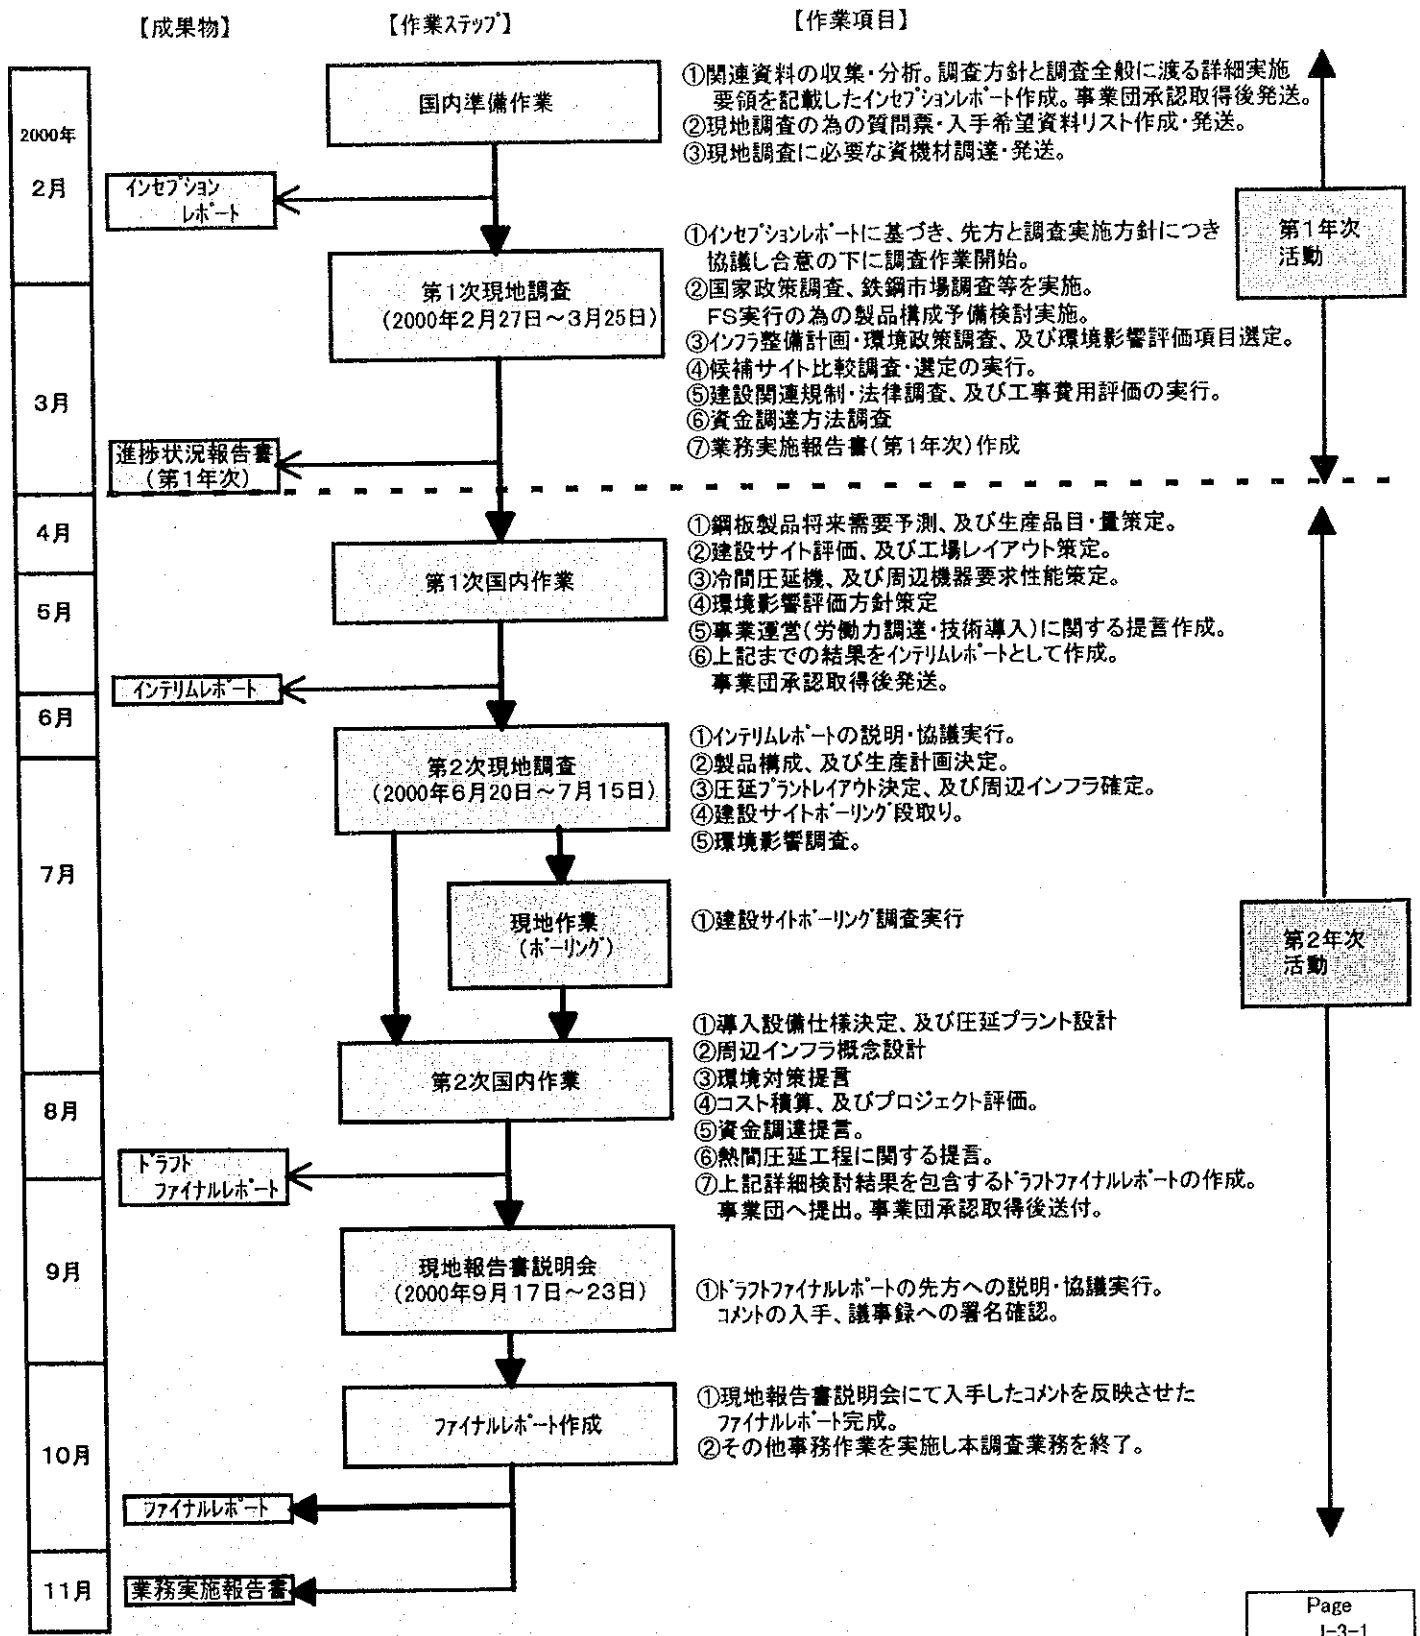 【成果物】
【作業ステップ】
【作業項目】
2000年
2月
3月
4月
5月
6月
7月
8月
9月
10月
11月
国内準備作業
①関連資料の収集・分析。調査方針と調査全般に渡る詳細実施
要領を記載したインセプションレポート作成。事業団承認取得後発送。
②現地調査の為の質問票・入手希望資料リスト作成・発送。
③現地調査に必要な資機材調達・発送。
インセプション
レポート
第1年次
活動
第1次現地調査
(2000年2月27日～3月25日)
①インセプションレポートに基づき、先方と調査実施方針につき
協議し合意の下に調査作業開始。
②国家政策調査、鉄鋼市場調査等を実施。
FS実行の為の製品構成予備検討実施。
③インフラ整備計画・環境政策調査、及び環境影響評価項目選定。
④候補サイト比較調査・選定の実行。
⑤建設関連規制・法律調査、及び工事費用評価の実行。
⑥資金調達方法調査
⑦業務実施報告書(第1年次)作成
進捗状況報告書
(第1年次)
第1次国内作業
①鋼板製品将来需要予測、及び生産品目・量策定。
②建設サイト評価、及び工場レイアウト策定。
③冷間圧延機、及び周辺機器要求性能策定。
④環境影響評価方針策定
⑤事業運営(労働力調達・技術導入)に関する提言作成。
⑥上記までの結果をインテリムレポートとして作成。
事業団承認取得後発送。
インテリムレポート
第2次現地調査
(2000年6月20日～7月15日)
①インテリムレポートの説明・協議実行。
②製品構成、及び生産計画決定。
③圧延プラントレイアウト決定、及び周辺インフラ確定。
④建設サイトボーリング段取り。
⑤環境影響調査。
現地作業
(ボーリング)
①建設サイトボーリング調査実行
第2年次
活動
第2次国内作業
①導入設備仕様決定、及び圧延プラント設計
②周辺インフラ概念設計
③環境対策提言
④コスト積算、及びプロジェクト評価。
⑤資金調達提言。
⑥熱間圧延工程に関する提言。
⑦上記詳細検討結果を包含するドラフトファイナルレポートの作成。
事業団へ提出。事業団承認取得後送付。
ドラフト
ファイナルレポート
現地報告書説明会
(2000年9月17日～23日)
①ドラフトファイナルレポートの先方への説明・協議実行。
コメントの入手、議事録への署名確認。
ファイナルレポート作成
①現地報告書説明会にて入手したコメントを反映させた
ファイナルレポート完成。
②その他事務作業を実施し本調査業務を終了。
ファイナルレポート
業務実施報告書
Page
I-3-1